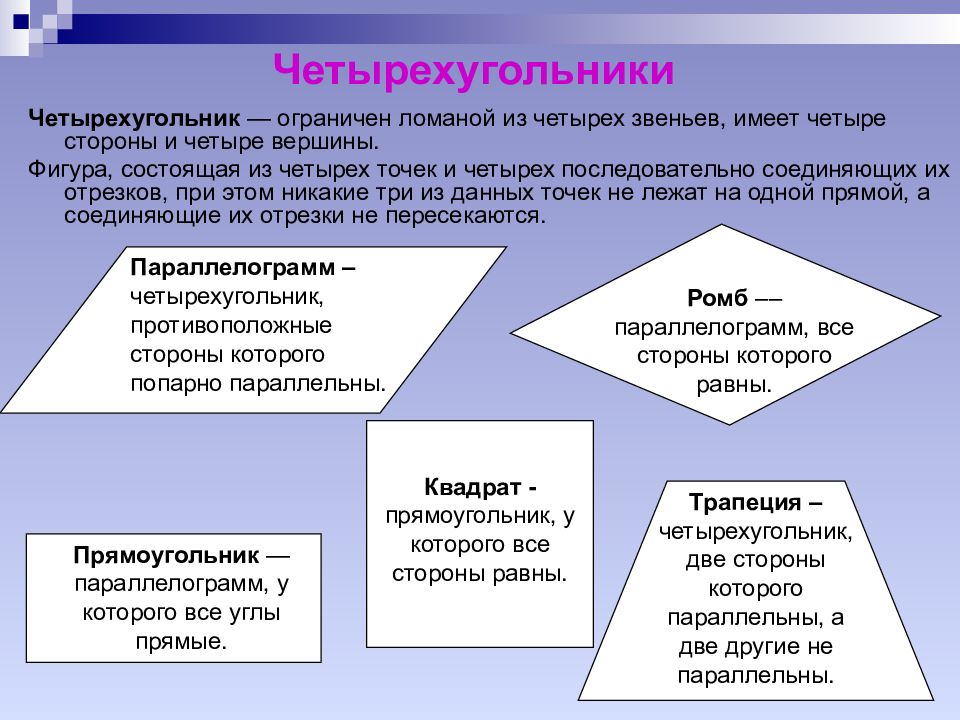 Четырехугольники
Четырехугольник — ограничен ломаной из четырех звеньев, имеет четыре
стороны и четыре вершины.
Фигура, состоящая из четырех точек и четырех последовательно соединяющих их
отрезков, при этом никакие три из данных точек не лежат на одной прямой, а
соединяющие их отрезки не пересекаются.
Параллелограмм –
четырехугольник,
противоположные
стороны которого
попарно параллельны.
Ромб —
параллелограмм, все
стороны которого
равны.
Квадрат -
прямоугольник, у
которого все
стороны равны.
Прямоугольник —
параллелограмм, у
которого все углы
прямые.
Трапеция –
четырехугольник,
две стороны
которого
параллельны, а
две другие не
параллельны.